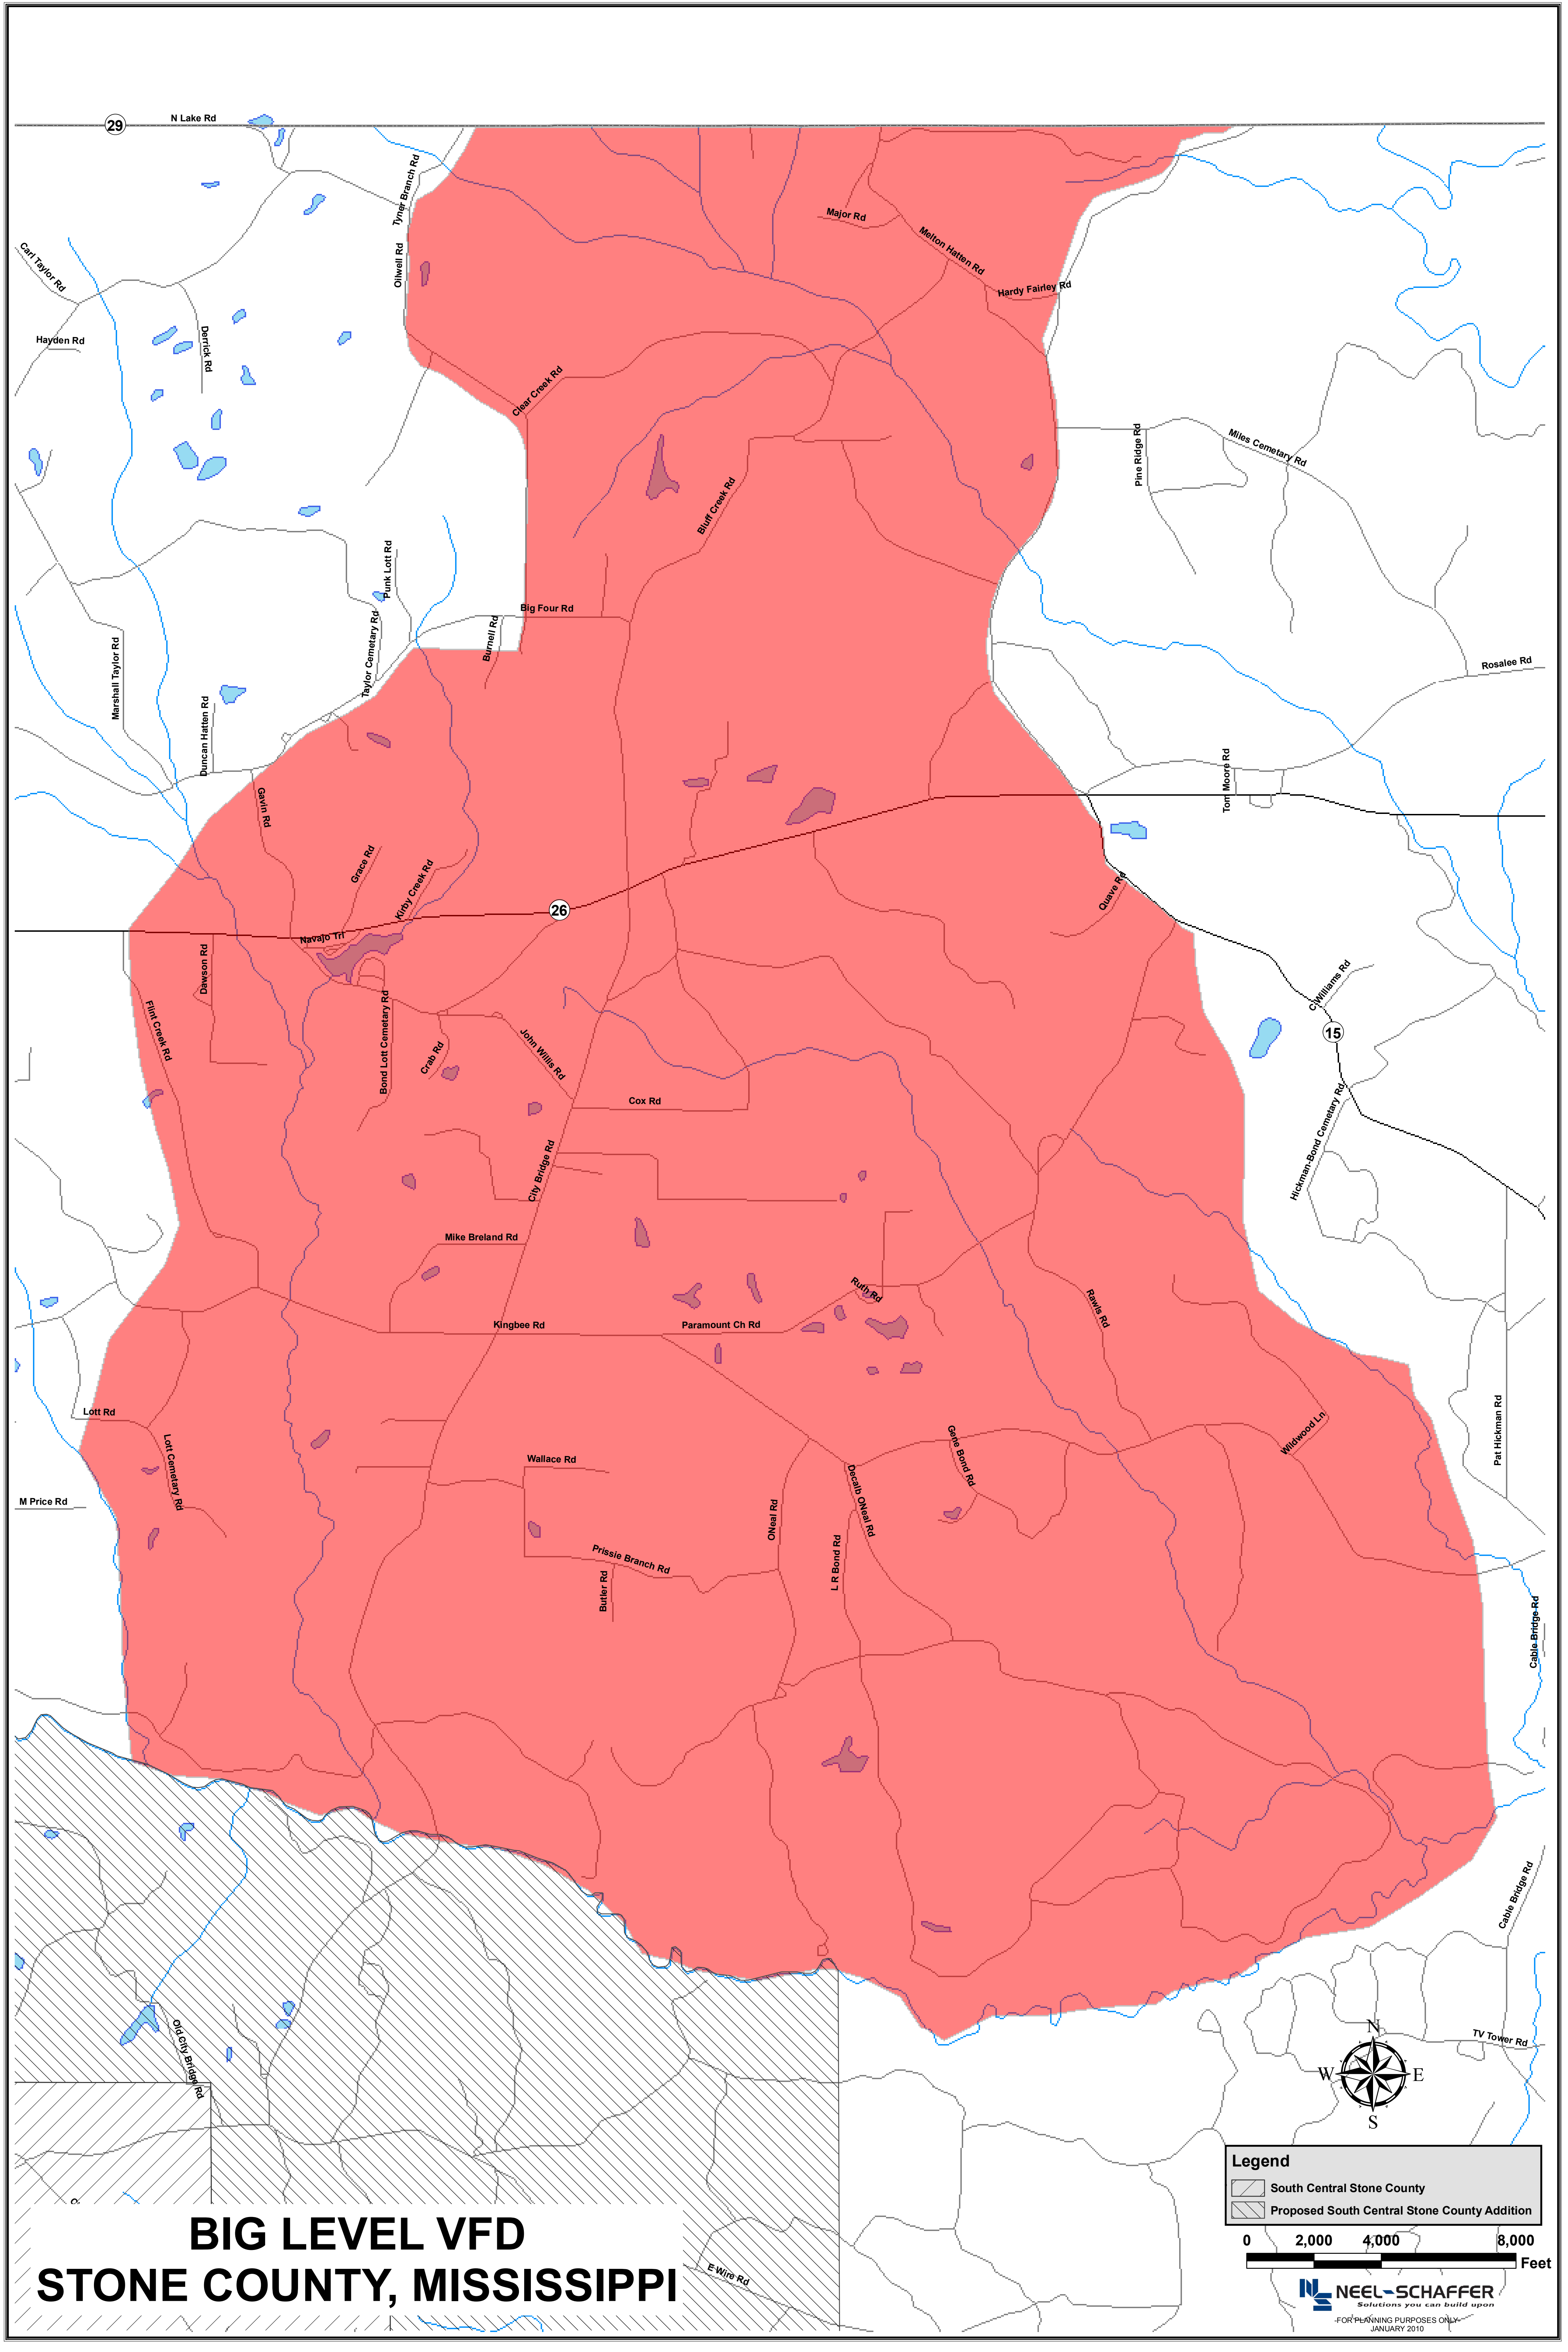 29
N Lake Rd
Tyner Branch Rd
Major Rd
Melton Hatten Rd
Carl Taylor Rd
Oilwell Rd
Hardy Fairley Rd
Hayden Rd
Derrick Rd
Clear Creek Rd
Pine Ridge Rd
Miles Cemetary Rd
Bluff Creek Rd
Punk Lott Rd
Big Four Rd
Burnell Rd
Taylor Cemetary Rd
Marshall Taylor Rd
Rosalee Rd
Duncan Hatten Rd
Tom Moore Rd
Gavin Rd
Grace Rd
Kirby Creek Rd
Quave Rd
26
Navajo Trl
Dawson Rd
C Williams Rd
Flint Creek Rd
Bond Lott Cemetary Rd
Crab Rd
John Willis Rd
15
Cox Rd
Hickman-Bond Cemetary Rd
City Bridge Rd
Mike Breland Rd
Ruth Rd
Rawls Rd
Kingbee Rd
Paramount Ch Rd
Lott Rd
Lott Cemetary Rd
Wildwood Ln
Pat Hickman Rd
Gene Bond Rd
Wallace Rd
Decalb ONeal Rd
M Price Rd
ONeal Rd
L R Bond Rd
Prissie Branch Rd
Butler Rd
Cable Bridge Rd
Cable Bridge Rd
Old City Bridge Rd
TV Tower Rd
N
W E
S
Legend
South Central Stone County
Proposed South Central Stone County Addition
0 2,000 4,000 8,000
Feet
E Wire Rd
BIG LEVEL VFD
STONE COUNTY, MISSISSIPPI
NEEL-SCHAFFER
Solutions you can build upon
-FOR PLANNING PURPOSES ONLY-
JANUARY 2010